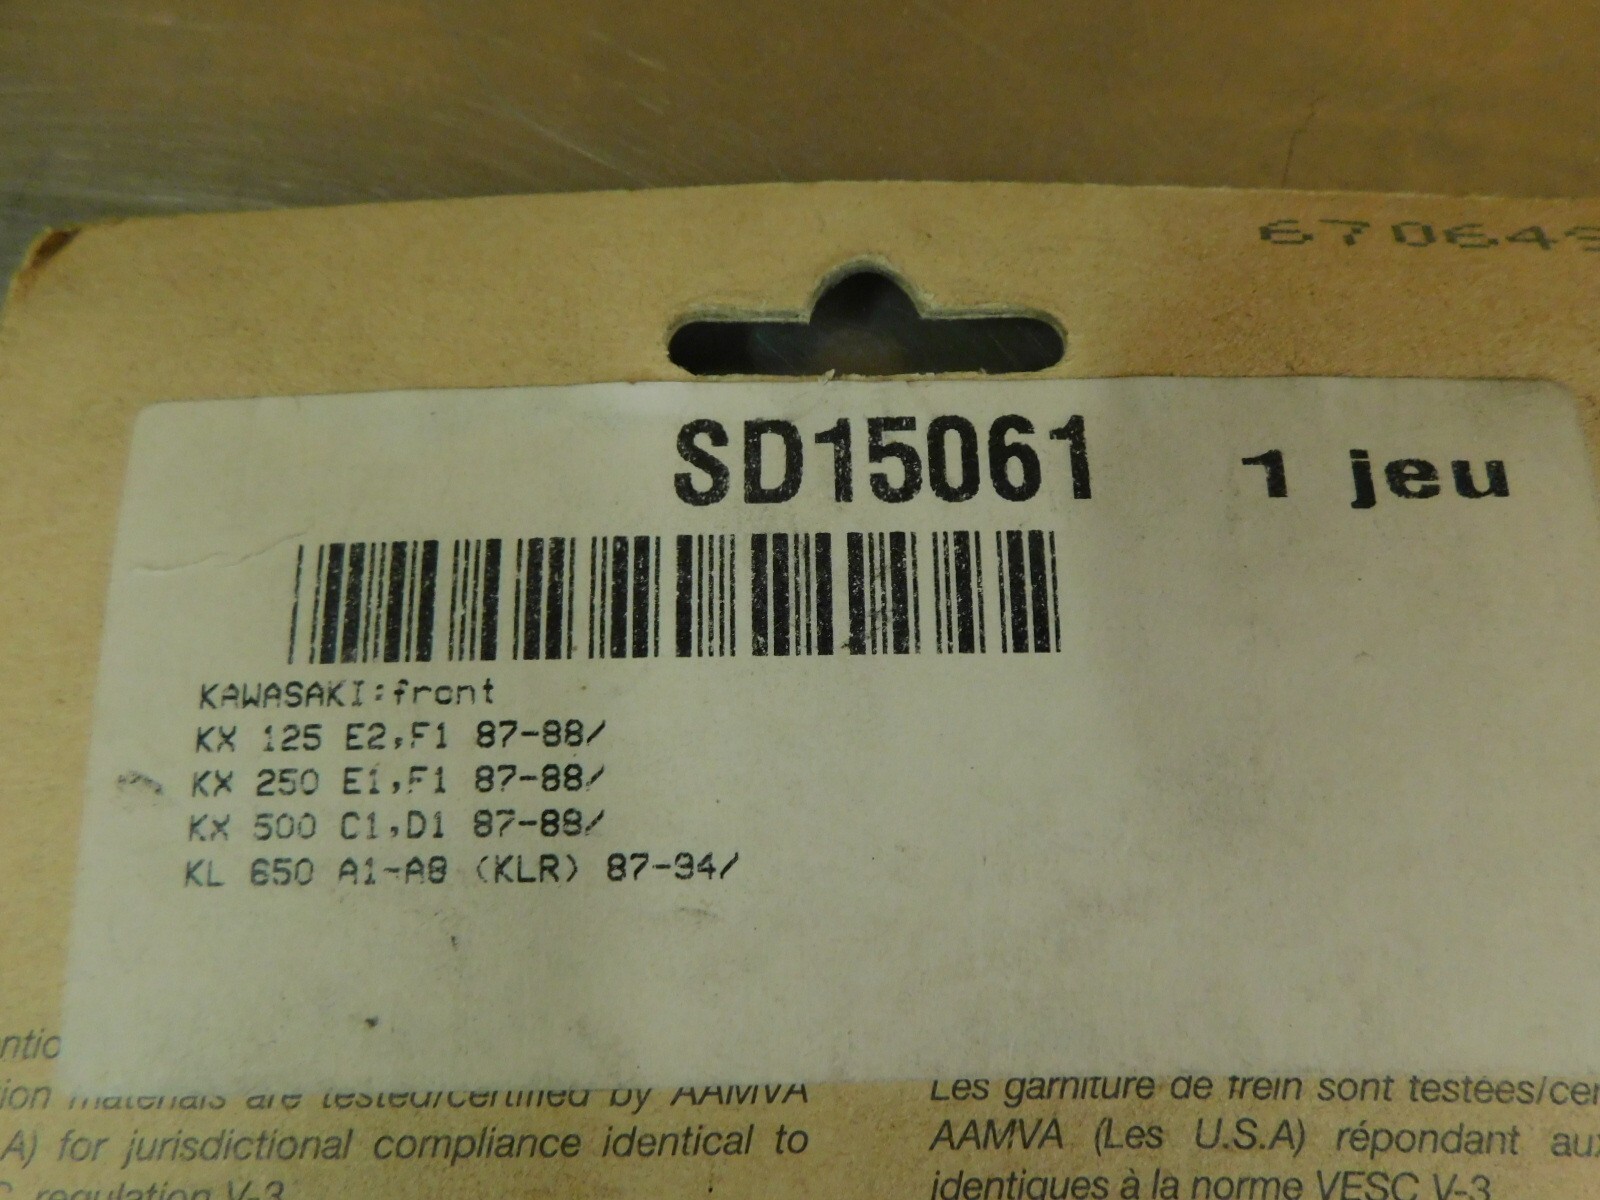 670649
SD15061 1 jeu
KAWASAKI:front
KX 125 E2,F1 87-88/
KX 250 E1,F1 87-88/
KX 500 C1,D1 87-88/
KL 650 A1-A8 (KLR) 87-94/
ntio
ion materials are tested/certified by AAMVA
A) for jurisdictional compliance identical to
regulation V-3
Les garniture de frein sont testées/cer
AAMVA (Les U.S.A) répondant aux
identiques à la norme VESC V-3